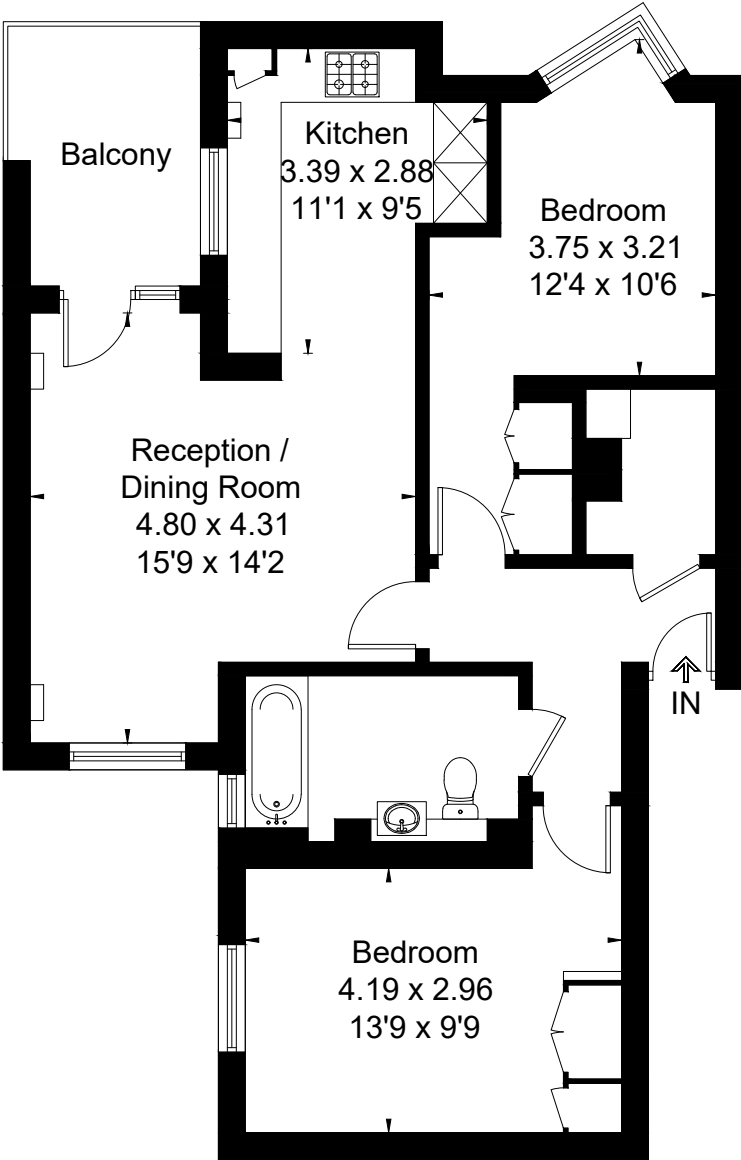 Balcony
Kitchen
3.39 x 2.88
11'1 x 9'5
Bedroom
3.75 x 3.21
12'4 x 10'6
Reception /
Dining Room
4.80 x 4.31
15'9 x 14'2
IN
Bedroom
4.19 x 2.96
13'9 x 9'9